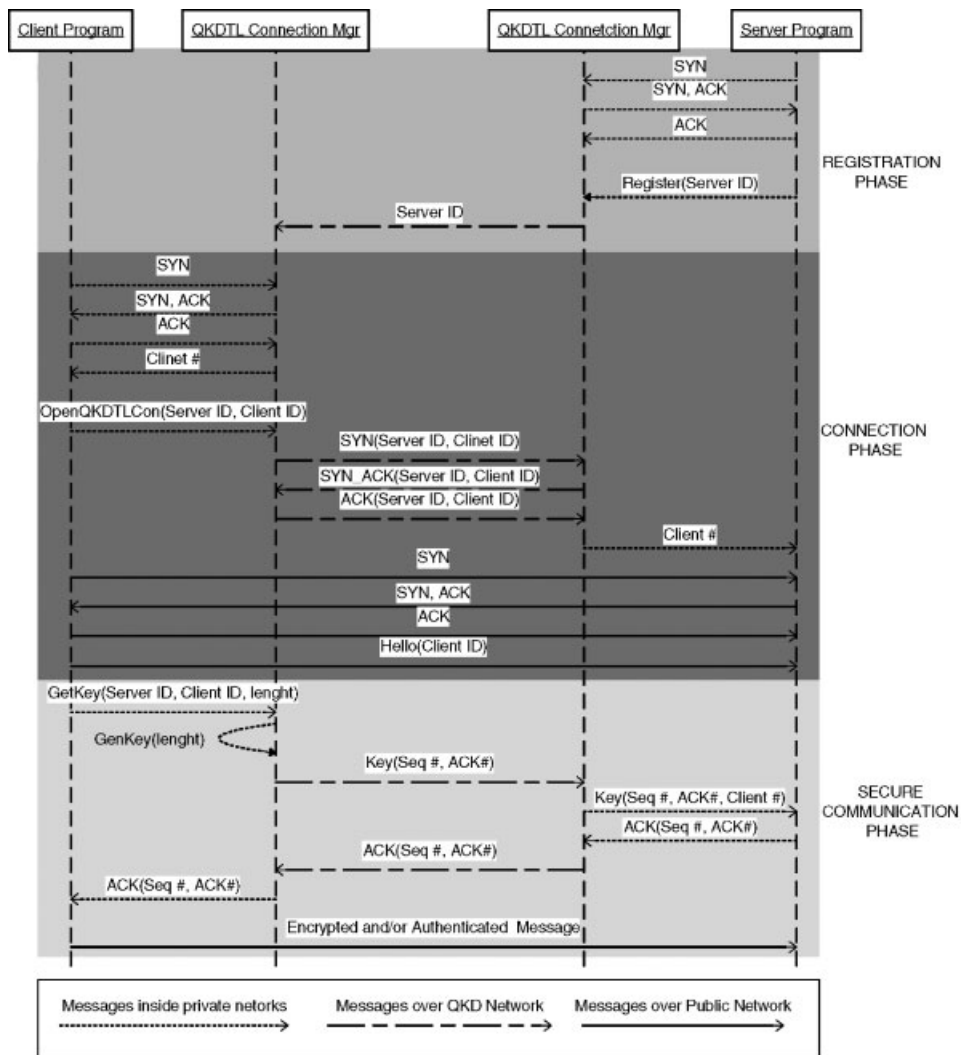 Client Program
QKDTL Connection Mgr
QKDTL Connetction Mgr
Server Program
SYN
SYN, ACK
ACK
REGISTRATION
PHASE
Register(Server ID)
Server ID
SYN
SYN, ACK
ACK
Clinet #
OpenQKDTLCon(Server ID, Client ID)
CONNECTION
PHASE
SYN(Server ID, Clinet ID)
SYN_ACK(Server ID, Client ID)
ACK(Server ID, Client ID)
Client #
SYN
SYN, ACK
ACK
Hello(Client ID)
GetKey(Server ID, Client ID, lenght)
GenKey(lenght)
Key(Seq #, ACK#)
SECURE
COMMUNICATION
PHASE
Key(Seq #, ACK#, Client #)
ACK(Seq #, ACK#)
ACK(Seq #, ACK#)
ACK(Seq #, ACK#)
Encrypted and/or Authenticated Message
Messages inside private netorks
Messages over QKD Network
Messages over Public Network